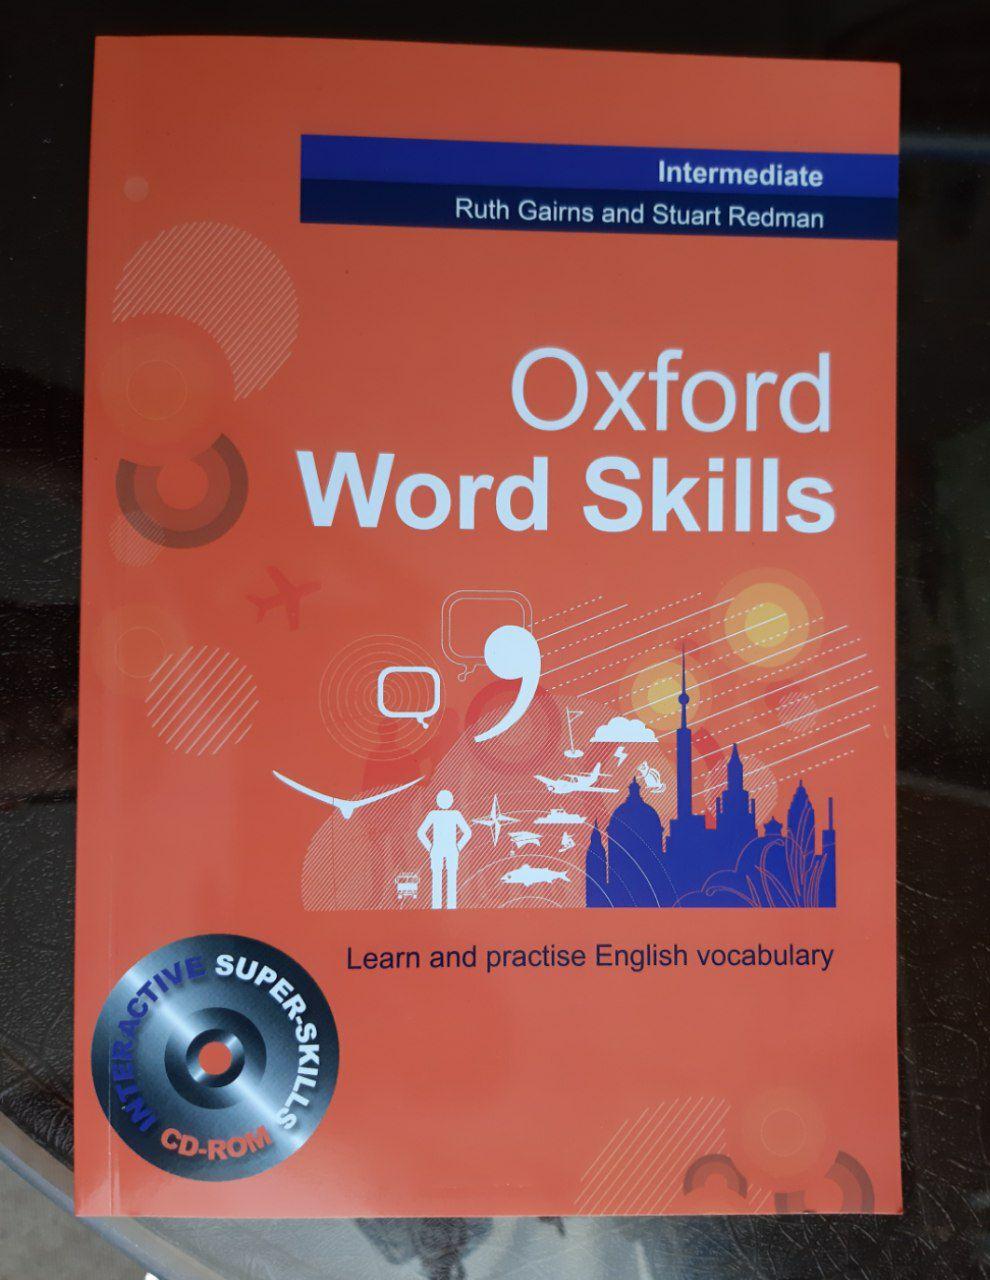 Intermediate
Ruth Gairns and Stuart Redman
Oxford
Word Skills
Learn and practise English vocabulary
INTERACTIVE SUPER-SKILLS
CD-ROM